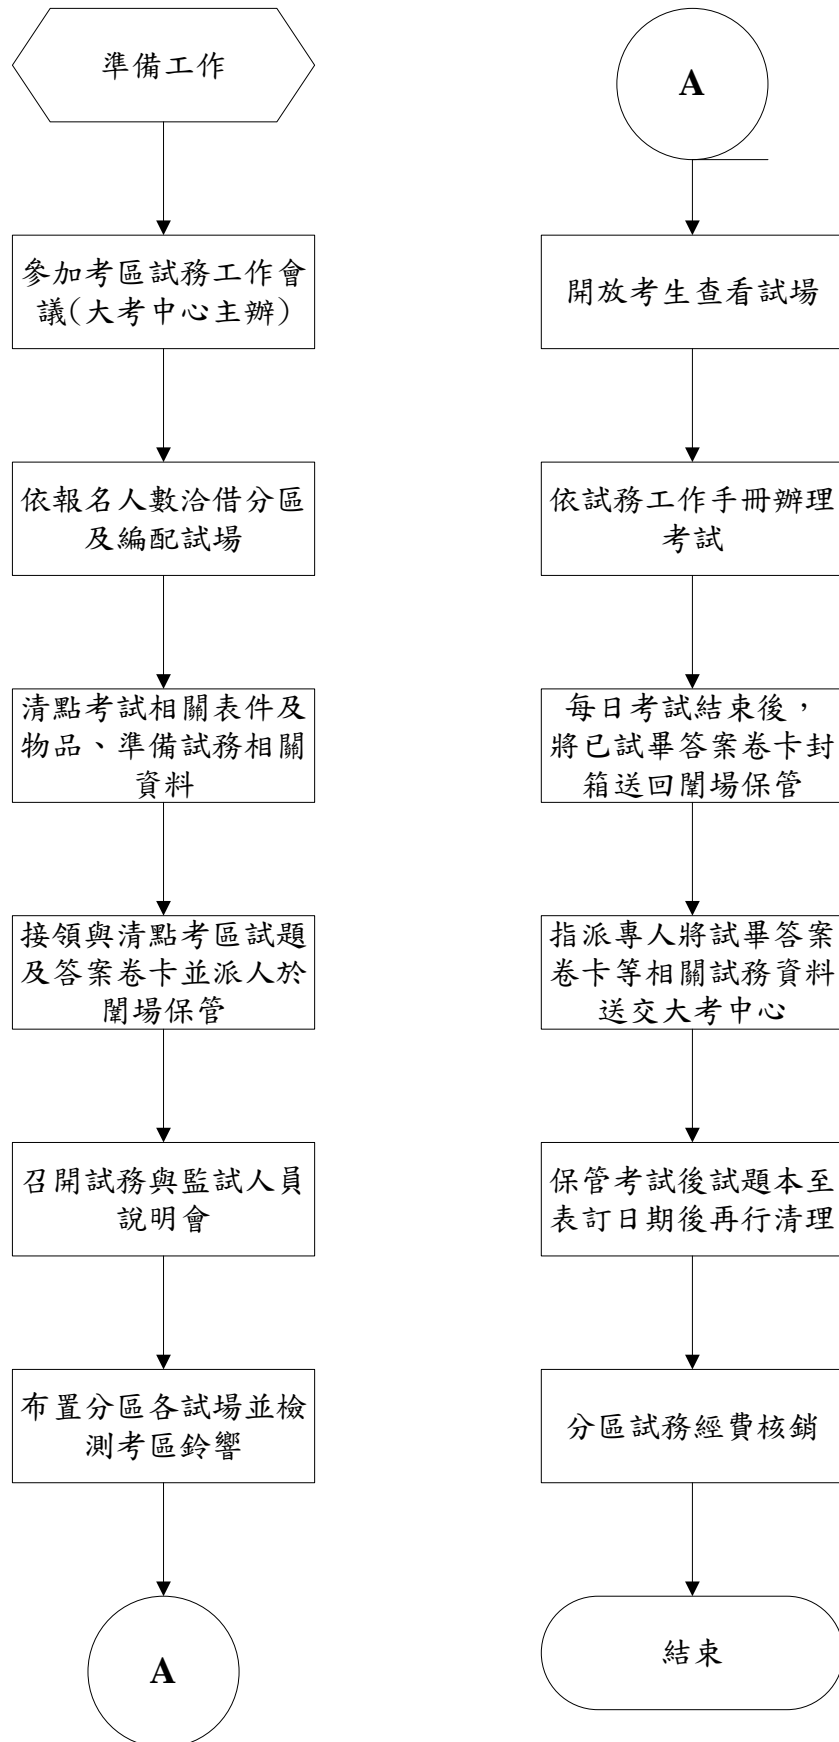 準備工作
參加考區試務工作會
議(大考中心主辦)
依報名人數洽借分區
及編配試場
清點考試相關表件及
物品、準備試務相關
資料
接領與清點考區試題
及答案卷卡並派人於
闈場保管
召開試務與監試人員
說明會
布置分區各試場並檢
測考區鈴響
A
A
開放考生查看試場
依試務工作手冊辦理
考試
每日考試結束後，
將已試畢答案卷卡封
箱送回闈場保管
指派專人將試畢答案
卷卡等相關試務資料
送交大考中心
保管考試後試題本至
表訂日期後再行清理
分區試務經費核銷
結束